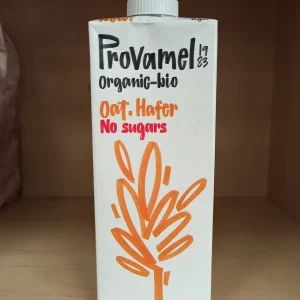 Provamel 19
83
Organic-bio
Oat. Hafer
No sugars